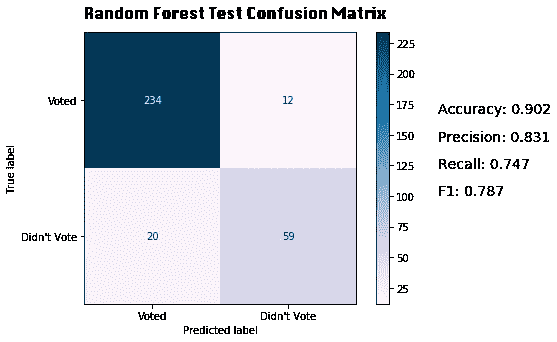 Random Forest Test Confusion Matrix
True label
Voted
Didn't Vote
234
12
20
59
Voted
Didn't Vote
Predicted label
225
200
175
150
125
100
75
50
25
Accuracy: 0.902
Precision: 0.831
Recall: 0.747
F1: 0.787